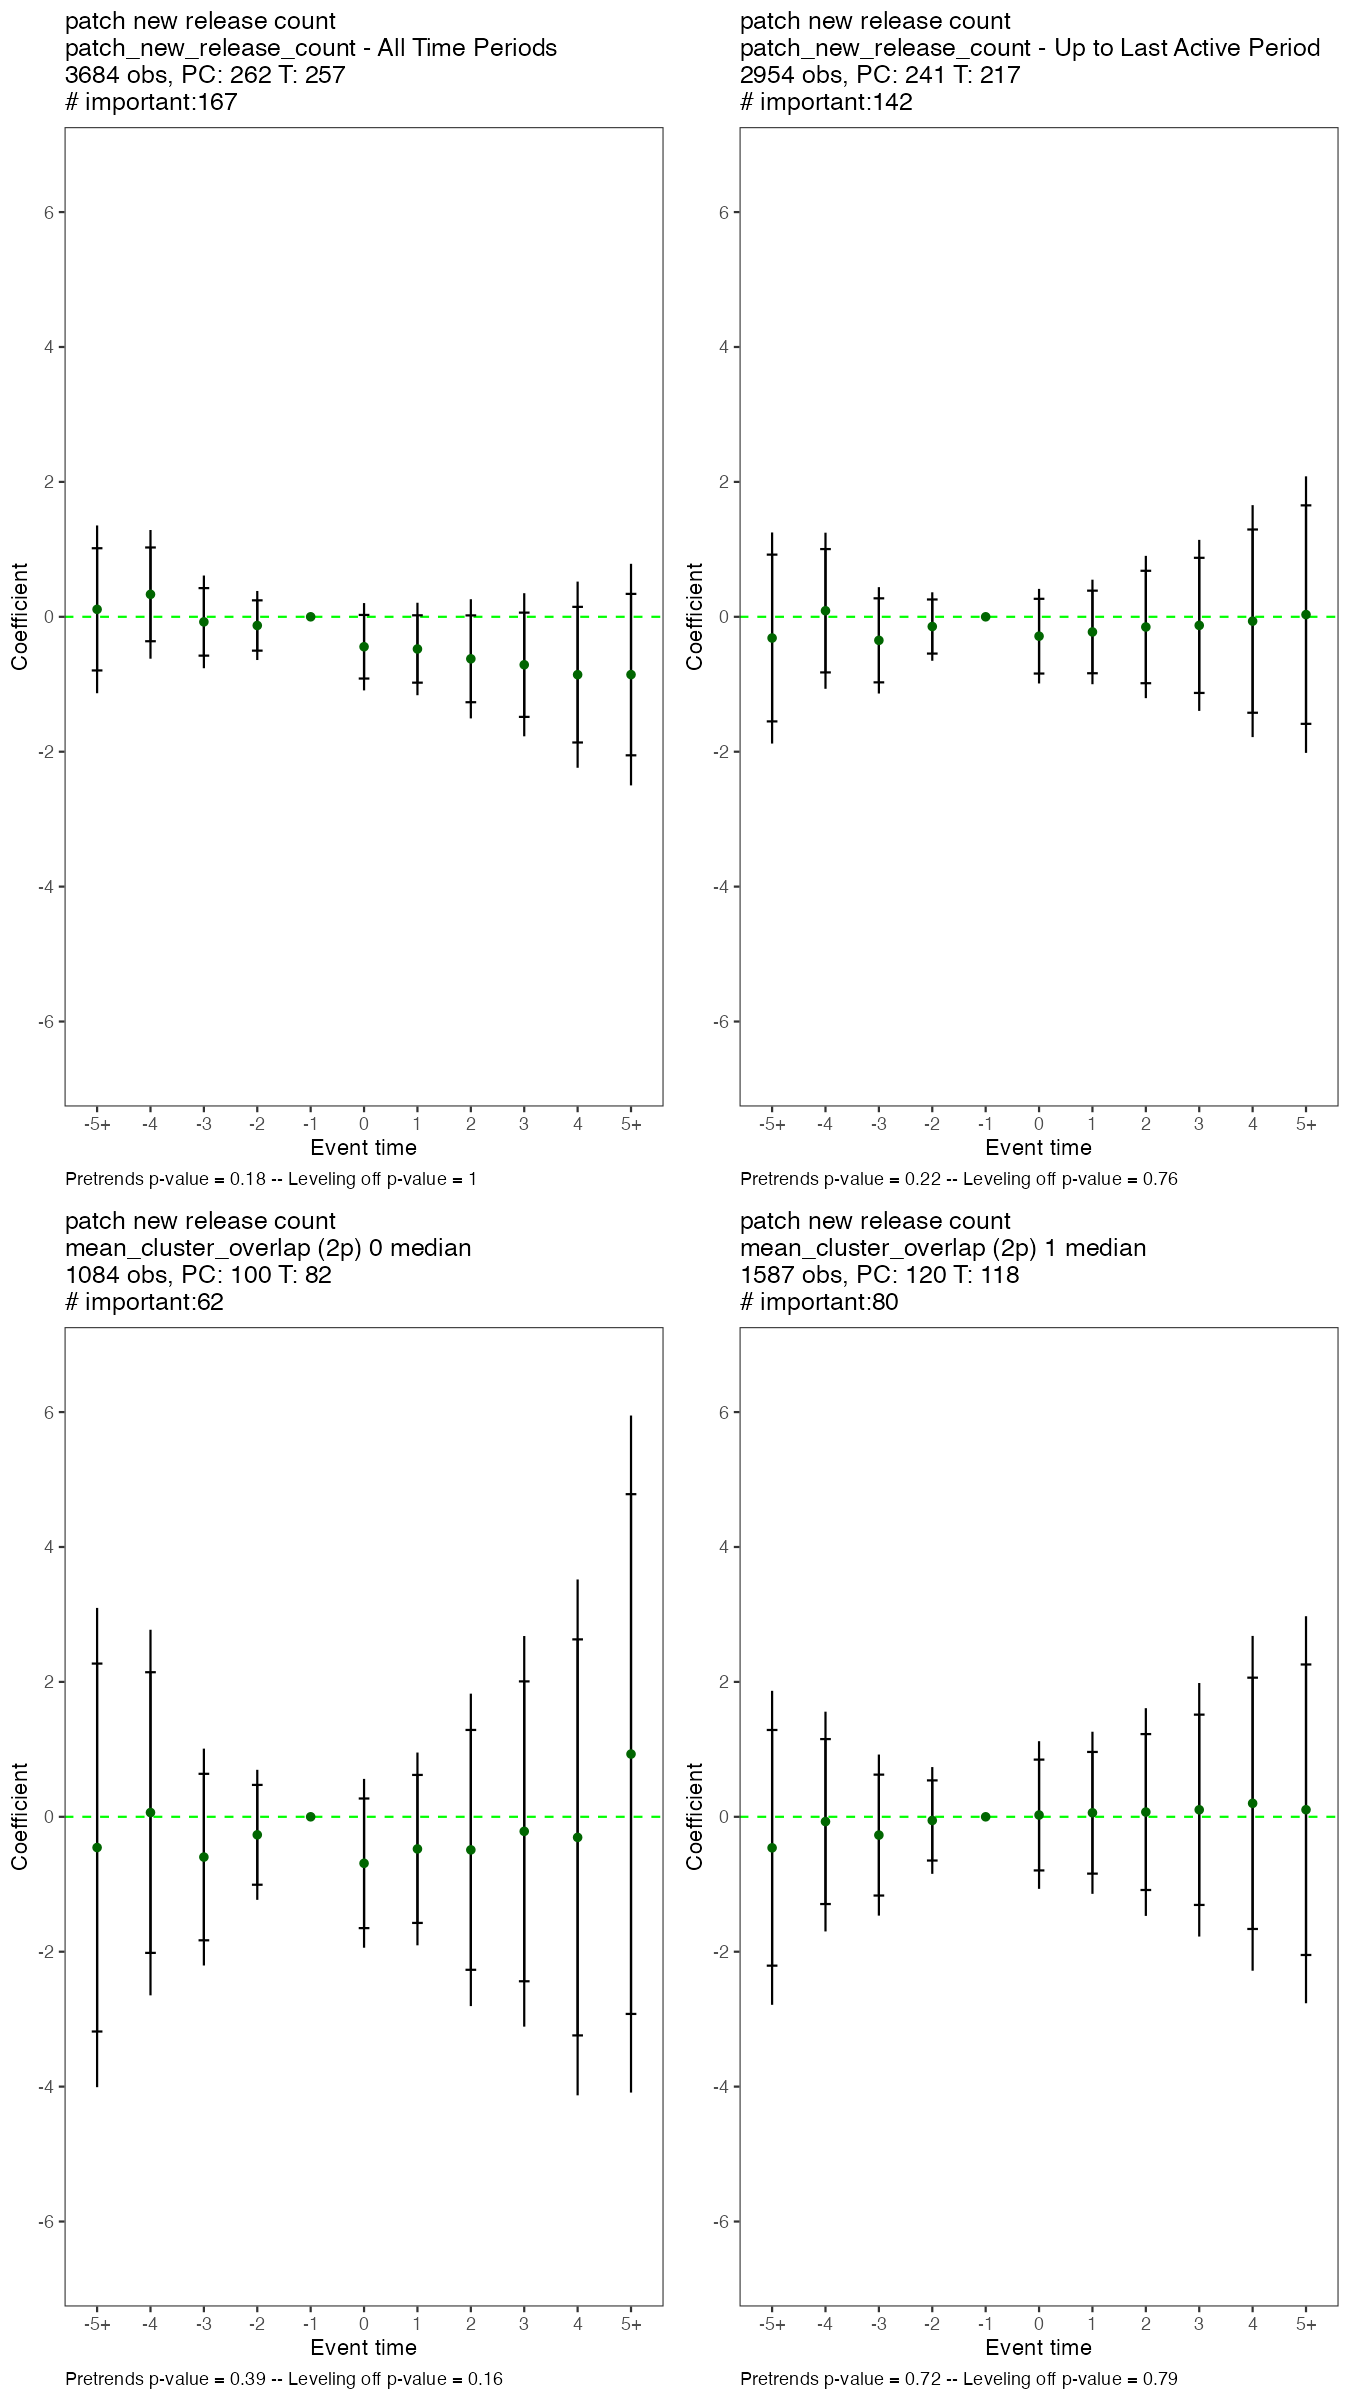 patch new release count
patch_new_release_count - All Time Periods
3684 obs, PC: 262 T: 257
# important:167
Coefficient
6
4
2
0
-2
-4
-6
-5+ -4 -3 -2 -1 0 1 2 3 4 5+
Event time
Pretrends p-value = 0.18 -- Leveling off p-value = 1
patch new release count
patch_new_release_count - Up to Last Active Period
2954 obs, PC: 241 T: 217
# important:142
Coefficient
6
4
2
0
-2
-4
-6
-5+ -4 -3 -2 -1 0 1 2 3 4 5+
Event time
Pretrends p-value = 0.22 -- Leveling off p-value = 0.76
patch new release count
mean_cluster_overlap (2p) 0 median
1084 obs, PC: 100 T: 82
# important:62
Coefficient
6
4
2
0
-2
-4
-6
-5+ -4 -3 -2 -1 0 1 2 3 4 5+
Event time
Pretrends p-value = 0.39 -- Leveling off p-value = 0.16
patch new release count
mean_cluster_overlap (2p) 1 median
1587 obs, PC: 120 T: 118
# important:80
Coefficient
6
4
2
0
-2
-4
-6
-5+ -4 -3 -2 -1 0 1 2 3 4 5+
Event time
Pretrends p-value = 0.72 -- Leveling off p-value = 0.79